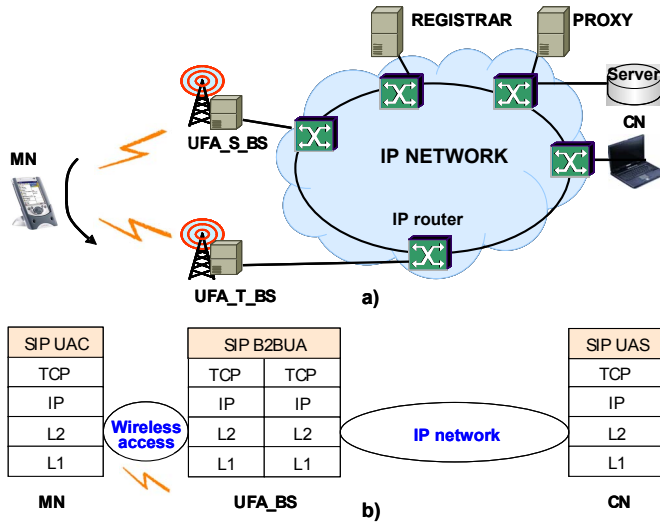 REGISTRAR PROXY
Server
UFA_S_BS
CN
MN
IP NETWORK
IP router
UFA_T_BS
a)
SIP UAC SIP B2BUA SIP UAS
TCP TCP TCP TCP
IP IP IP IP
Wireless access
IP network
L2 L2 L2 L2
L1 L1 L1 L1
MN UFA_BS CN
b)